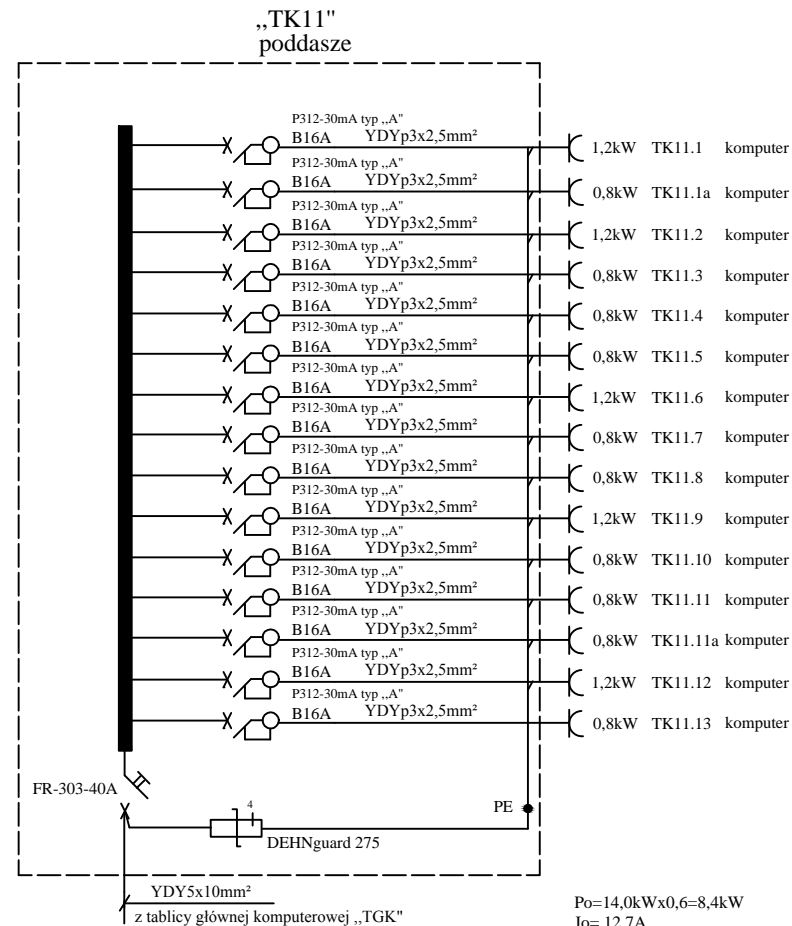 ,,TK11"
poddasze
P312-30mA typ ,,A"
B16A YDYp3x2,5mm² 1,2kW TK11.1 komputer
P312-30mA typ ,,A"
B16A YDYp3x2,5mm² 0,8kW TK11.1a komputer
P312-30mA typ ,,A"
B16A YDYp3x2,5mm² 1,2kW TK11.2 komputer
P312-30mA typ ,,A"
B16A YDYp3x2,5mm² 0,8kW TK11.3 komputer
P312-30mA typ ,,A"
B16A YDYp3x2,5mm² 0,8kW TK11.4 komputer
P312-30mA typ ,,A"
B16A YDYp3x2,5mm² 0,8kW TK11.5 komputer
P312-30mA typ ,,A"
B16A YDYp3x2,5mm² 1,2kW TK11.6 komputer
P312-30mA typ ,,A"
B16A YDYp3x2,5mm² 0,8kW TK11.7 komputer
P312-30mA typ ,,A"
B16A YDYp3x2,5mm² 0,8kW TK11.8 komputer
P312-30mA typ ,,A"
B16A YDYp3x2,5mm² 1,2kW TK11.9 komputer
P312-30mA typ ,,A"
B16A YDYp3x2,5mm² 0,8kW TK11.10 komputer
P312-30mA typ ,,A"
B16A YDYp3x2,5mm² 0,8kW TK11.11 komputer
P312-30mA typ ,,A"
B16A YDYp3x2,5mm² 0,8kW TK11.11a komputer
P312-30mA typ ,,A"
B16A YDYp3x2,5mm² 1,2kW TK11.12 komputer
P312-30mA typ ,,A"
B16A YDYp3x2,5mm² 0,8kW TK11.13 komputer
FR-303-40A
4
PE
DEHNguard 275
YDY5x10mm²
z tablicy głównej komputerowej ,,TGK"
Po=14,0kWx0,6=8,4kW
Jo= 12,7A